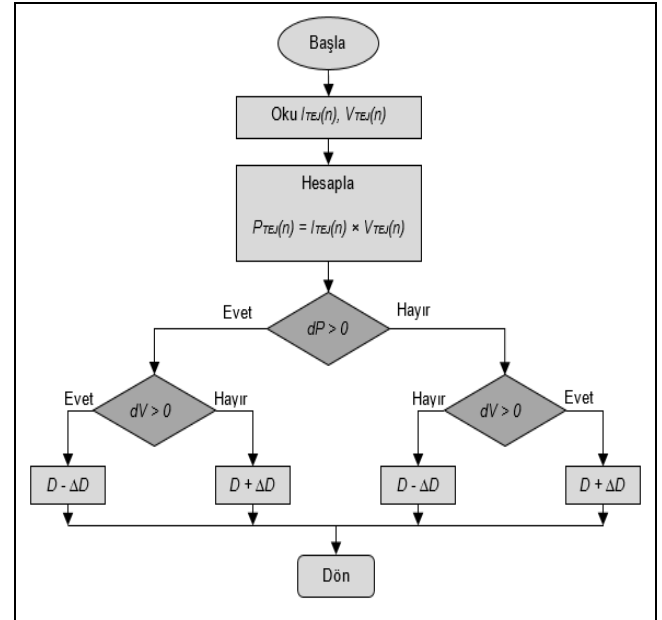 Başla
Oku ITEJ(n), VTEJ(n)
Hesapla
PTEJ(n) = ITEJ(n) × VTEJ(n)
Evet
Hayır
dP > 0
Evet
dV > 0
Hayır
Hayır
dV > 0
Evet
D - ΔD
D + ΔD
D - ΔD
D + ΔD
Dön